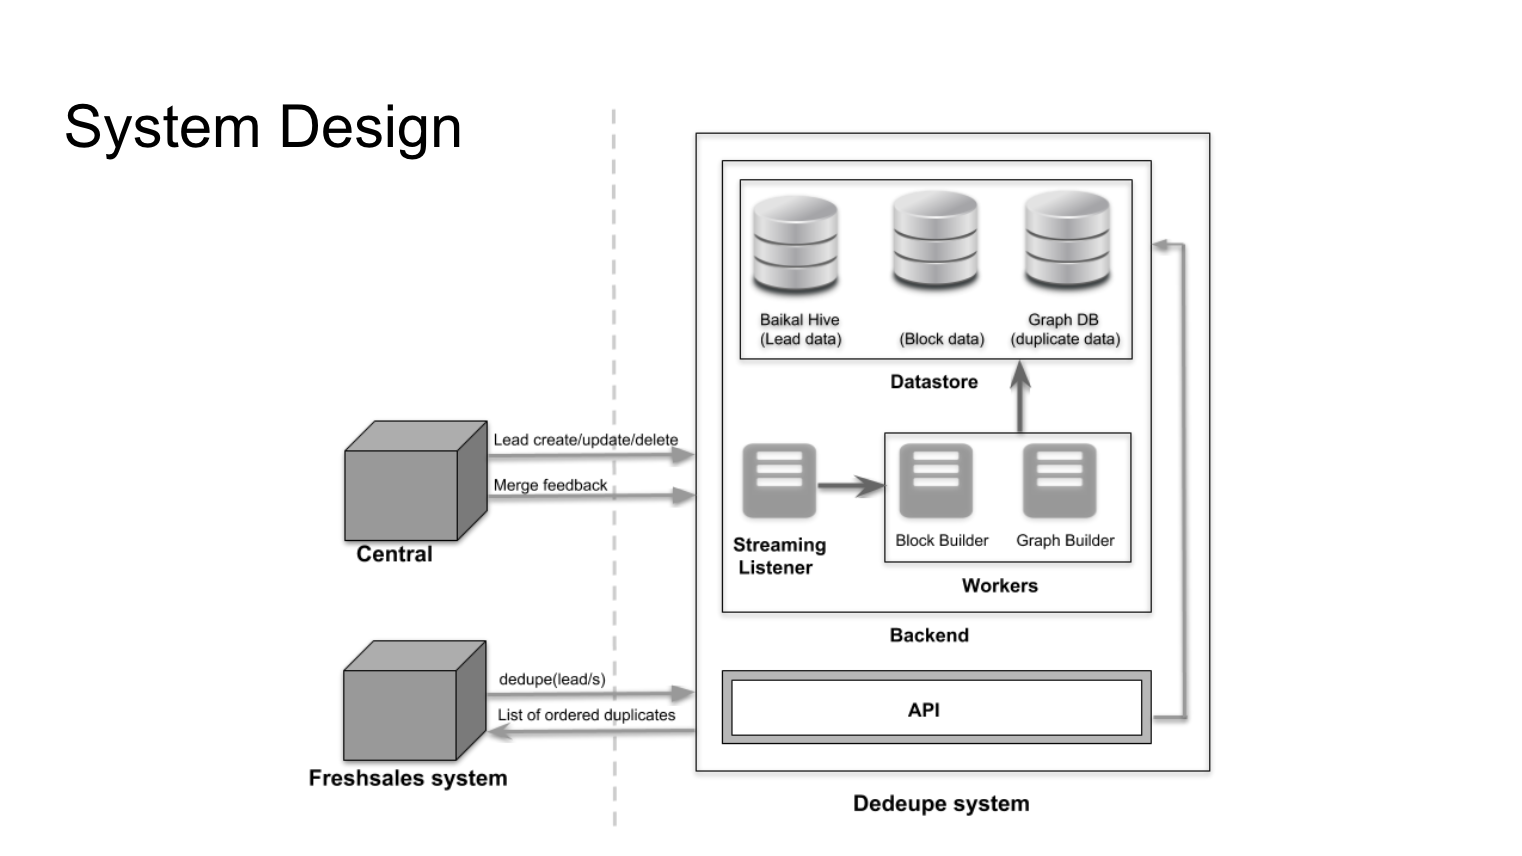 System Design
Baikal Hive
(Lead data)
(Block data)
Graph DB
(duplicate data)
Datastore
Lead create/update/delete
Merge feedback
Central
Streaming
Listener
Block Builder
Graph Builder
Workers
Backend
dedupe(lead/s)
List of ordered duplicates
Freshsales system
API
Dedeupe system